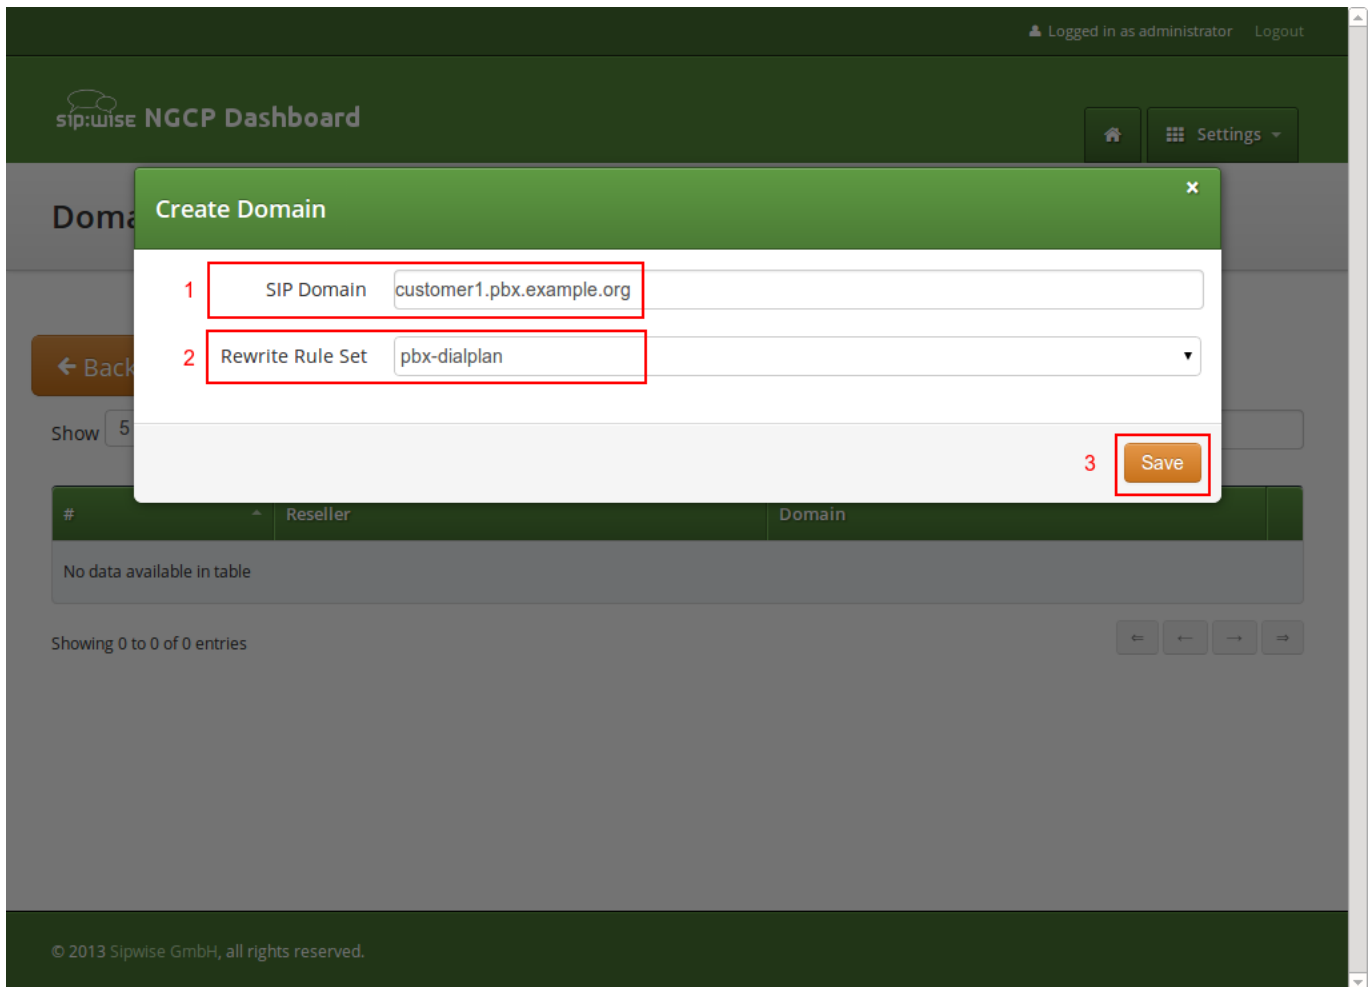 Logged in as administrator Logout
sip:wise NGCP Dashboard
Settings
Create Domain
1 SIP Domain customer1.pbx.example.org
2 Rewrite Rule Set pbx-dialplan
Back
Show 5
3 Save
# Reseller Domain
No data available in table
Showing 0 to 0 of 0 entries
© 2013 Sipwise GmbH, all rights reserved.